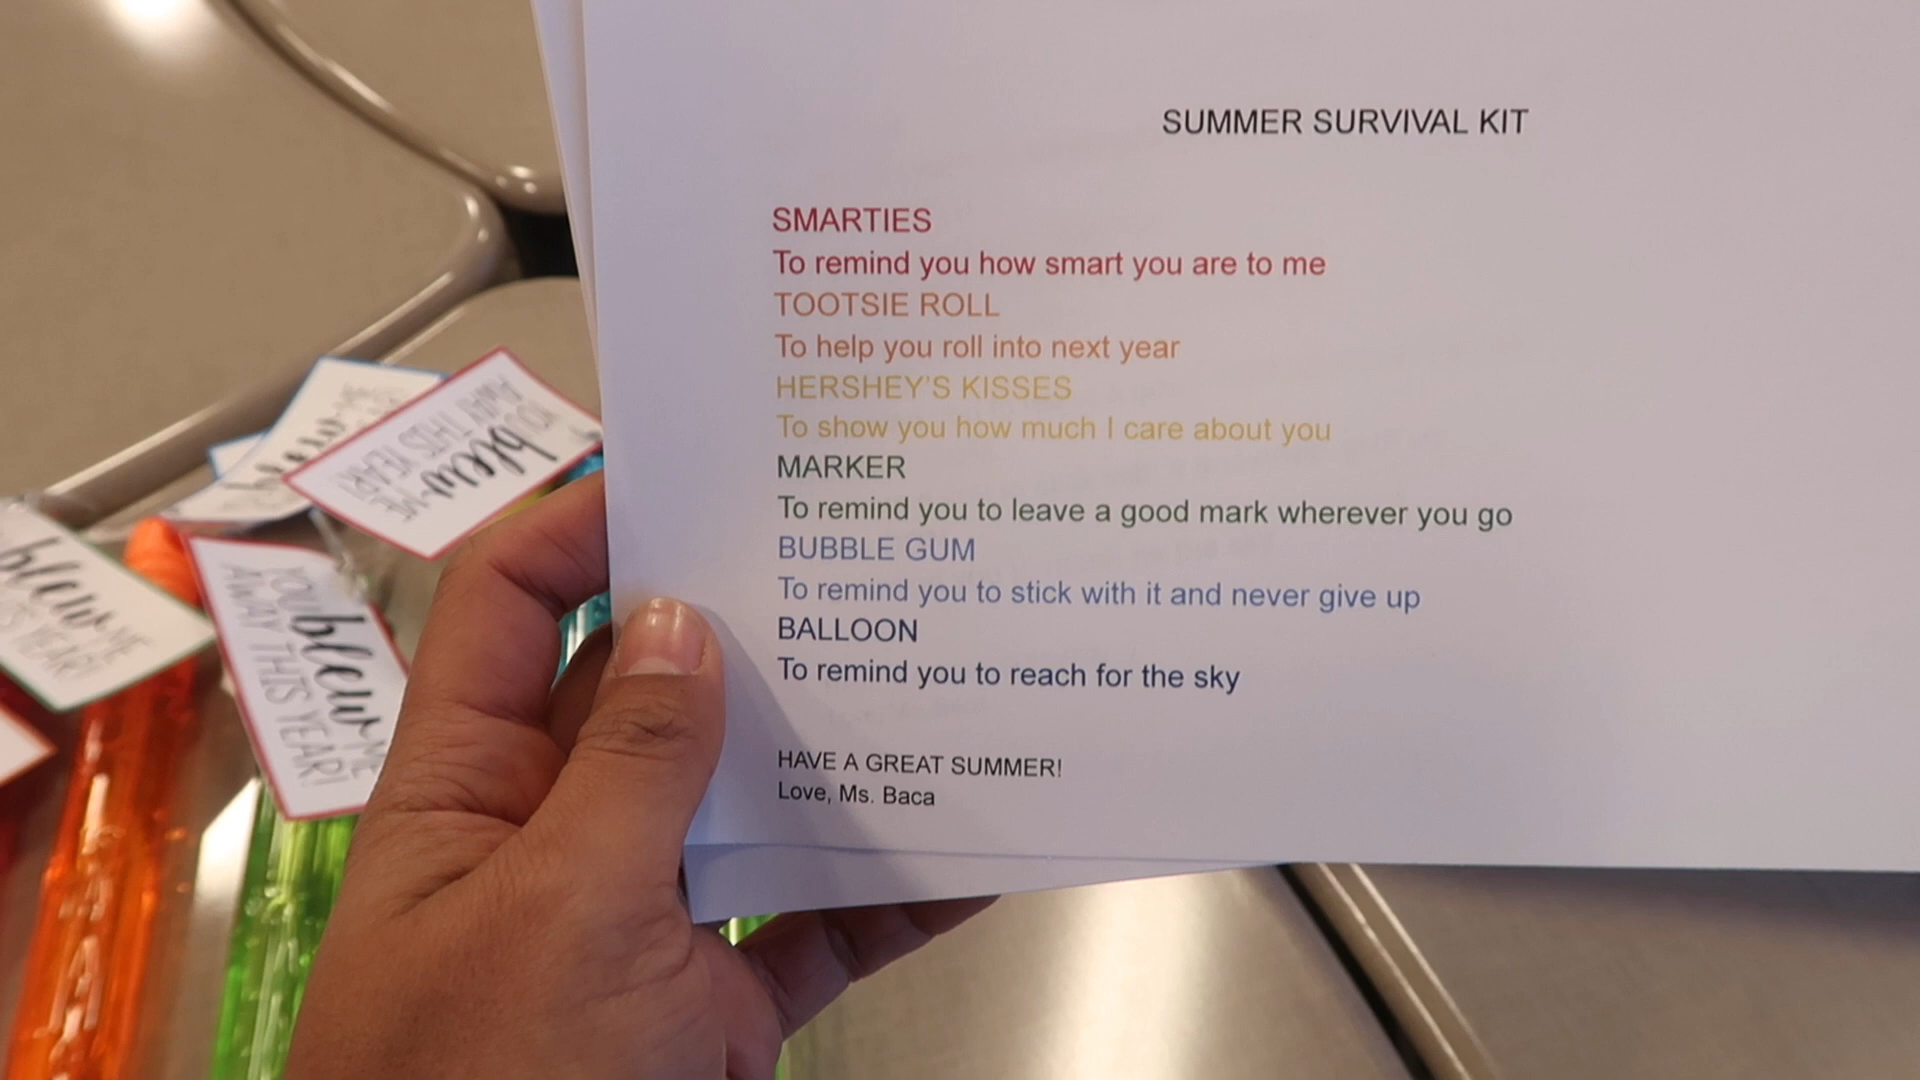 SUMMER SURVIVAL KIT
SMARTIES
To remind you how smart you are to me
TOOTSIE ROLL
To help you roll into next year
HERSHEY'S KISSES
To show you how much I care about you
MARKER
To remind you to leave a good mark wherever you go
BUBBLE GUM
To remind you to stick with it and never give up
BALLOON
To remind you to reach for the sky
HAVE A GREAT SUMMER!
Love, Ms. Baca
YOU blew ME
AWAY THIS YEAR!
YOU blew ME
AWAY THIS YEAR!
blew ME
YEAR!